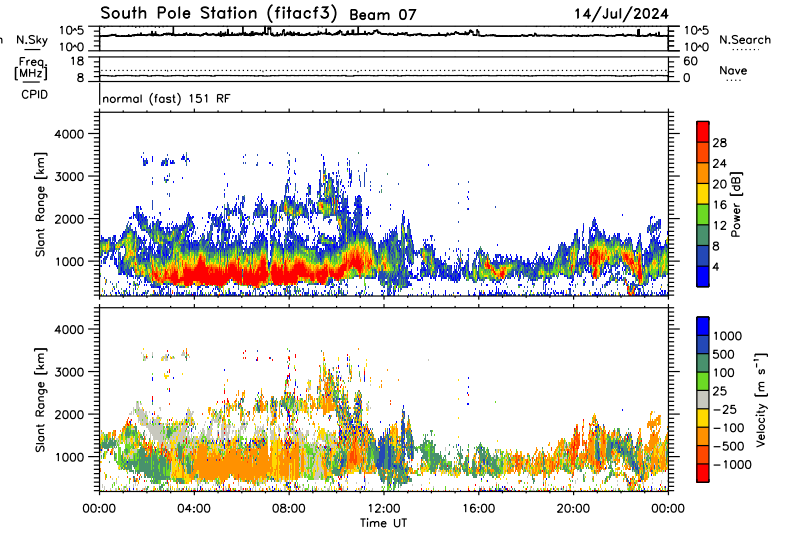 South Pole Station (fitacf3) Beam 07 14/Jul/2024
n N.Sky 10^5 10^0 10^5 10^0 N.Search
Freq. [MHz] 18 8 60 0 Nave
CPID normal (fast) 151 RF
Slant Range [km]
4000
3000
2000
1000
28
24
20
16
12
8
4
Power [dB]
Slant Range [km]
4000
3000
2000
1000
1000
500
100
25
-25
-100
-500
-1000
Velocity [m s⁻¹]
00:00 04:00 08:00 12:00 16:00 20:00 00:00
Time UT